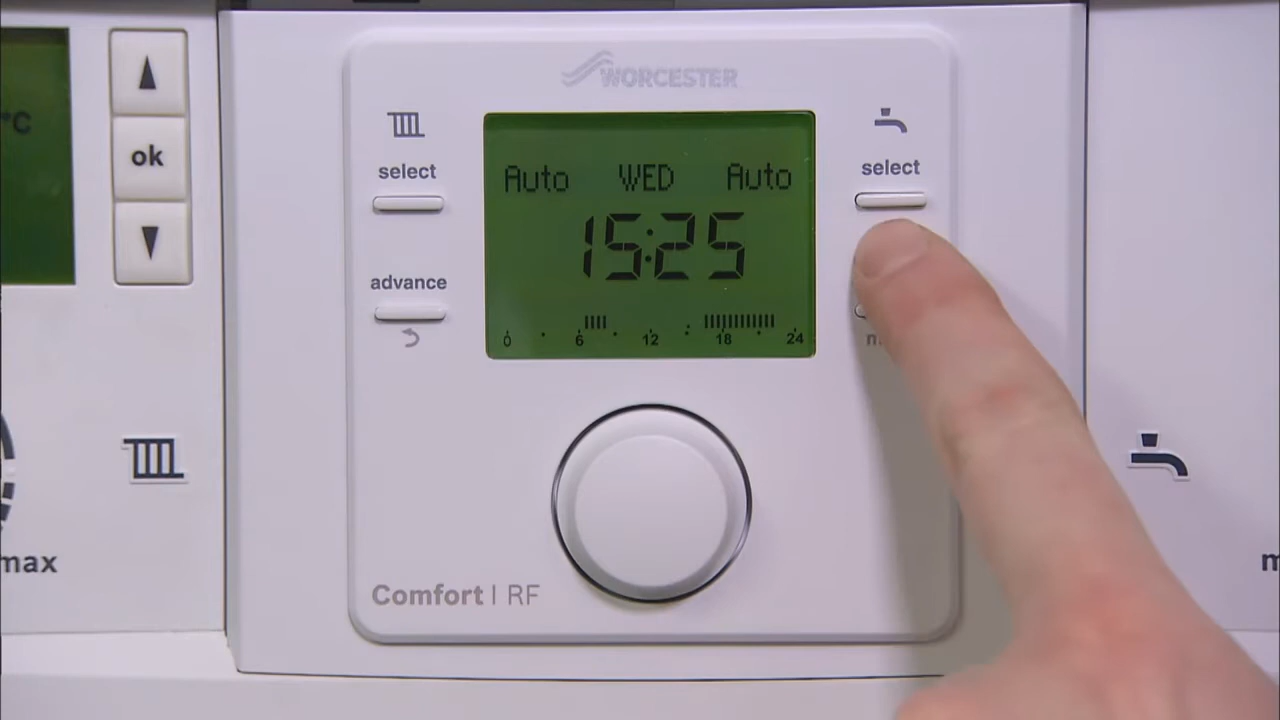 °C
ok
WORCESTER
select
select
Auto WED Auto
15:25
advance
0 6 12 18 24
max
Comfort | RF